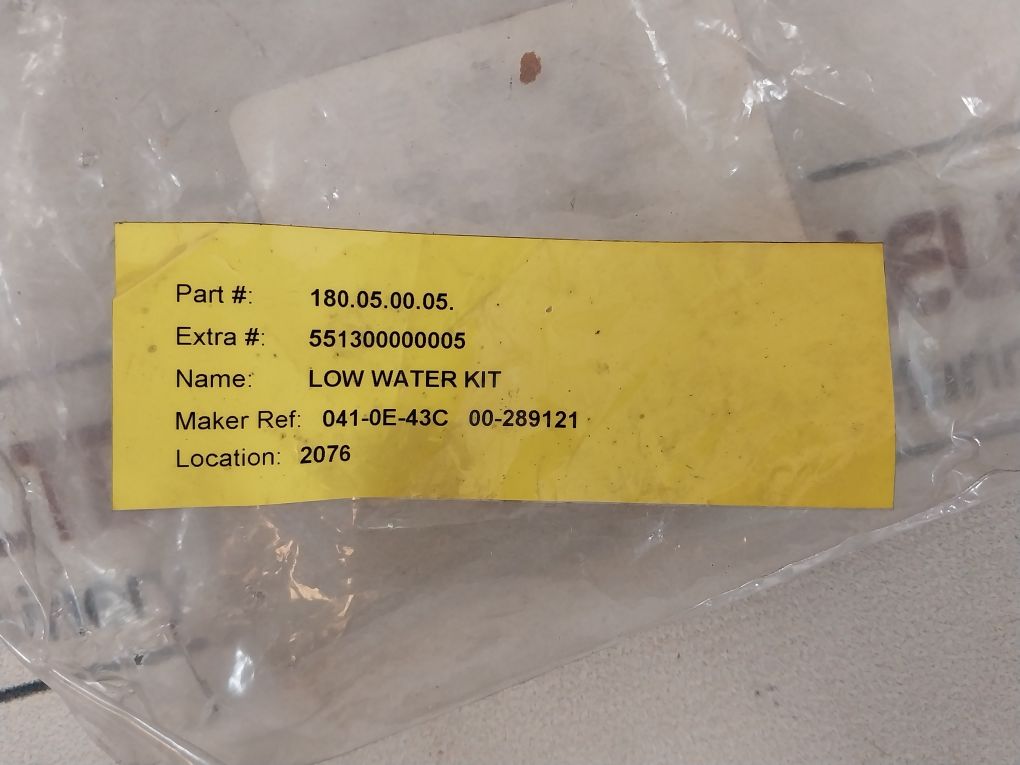 Part #: 180.05.00.05.
Extra #: 551300000005
Name: LOW WATER KIT
Maker Ref: 041-0E-43C 00-289121
Location: 2076